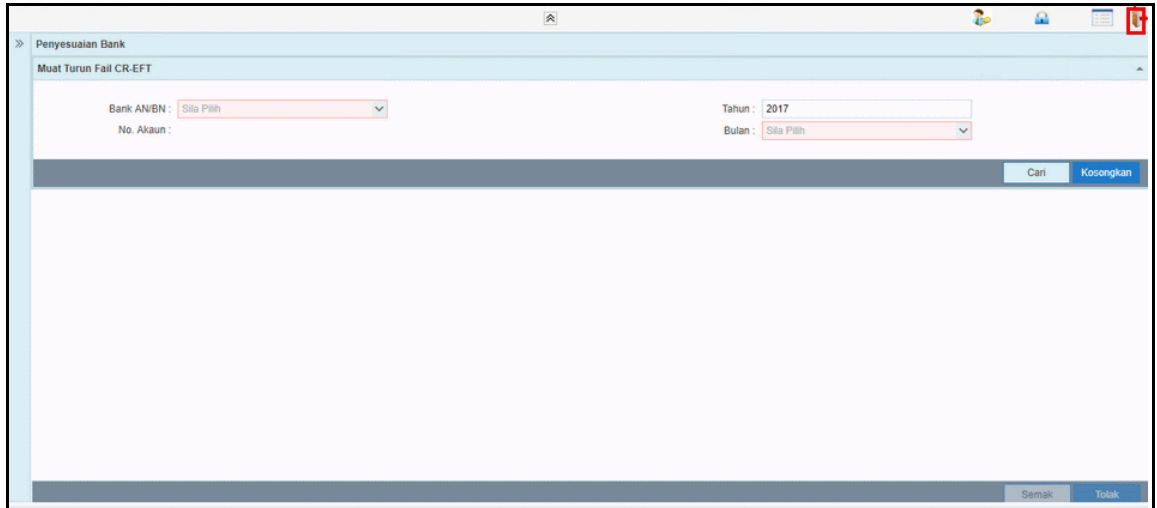 Penyesuaian Bank
Muat Turun Fail CR-EFT
Bank AN/BN : Sila Pilih Tahun : 2017
No. Akaun : Bulan : Sila Pilih
Cari Kosongkan
Semak Tolak